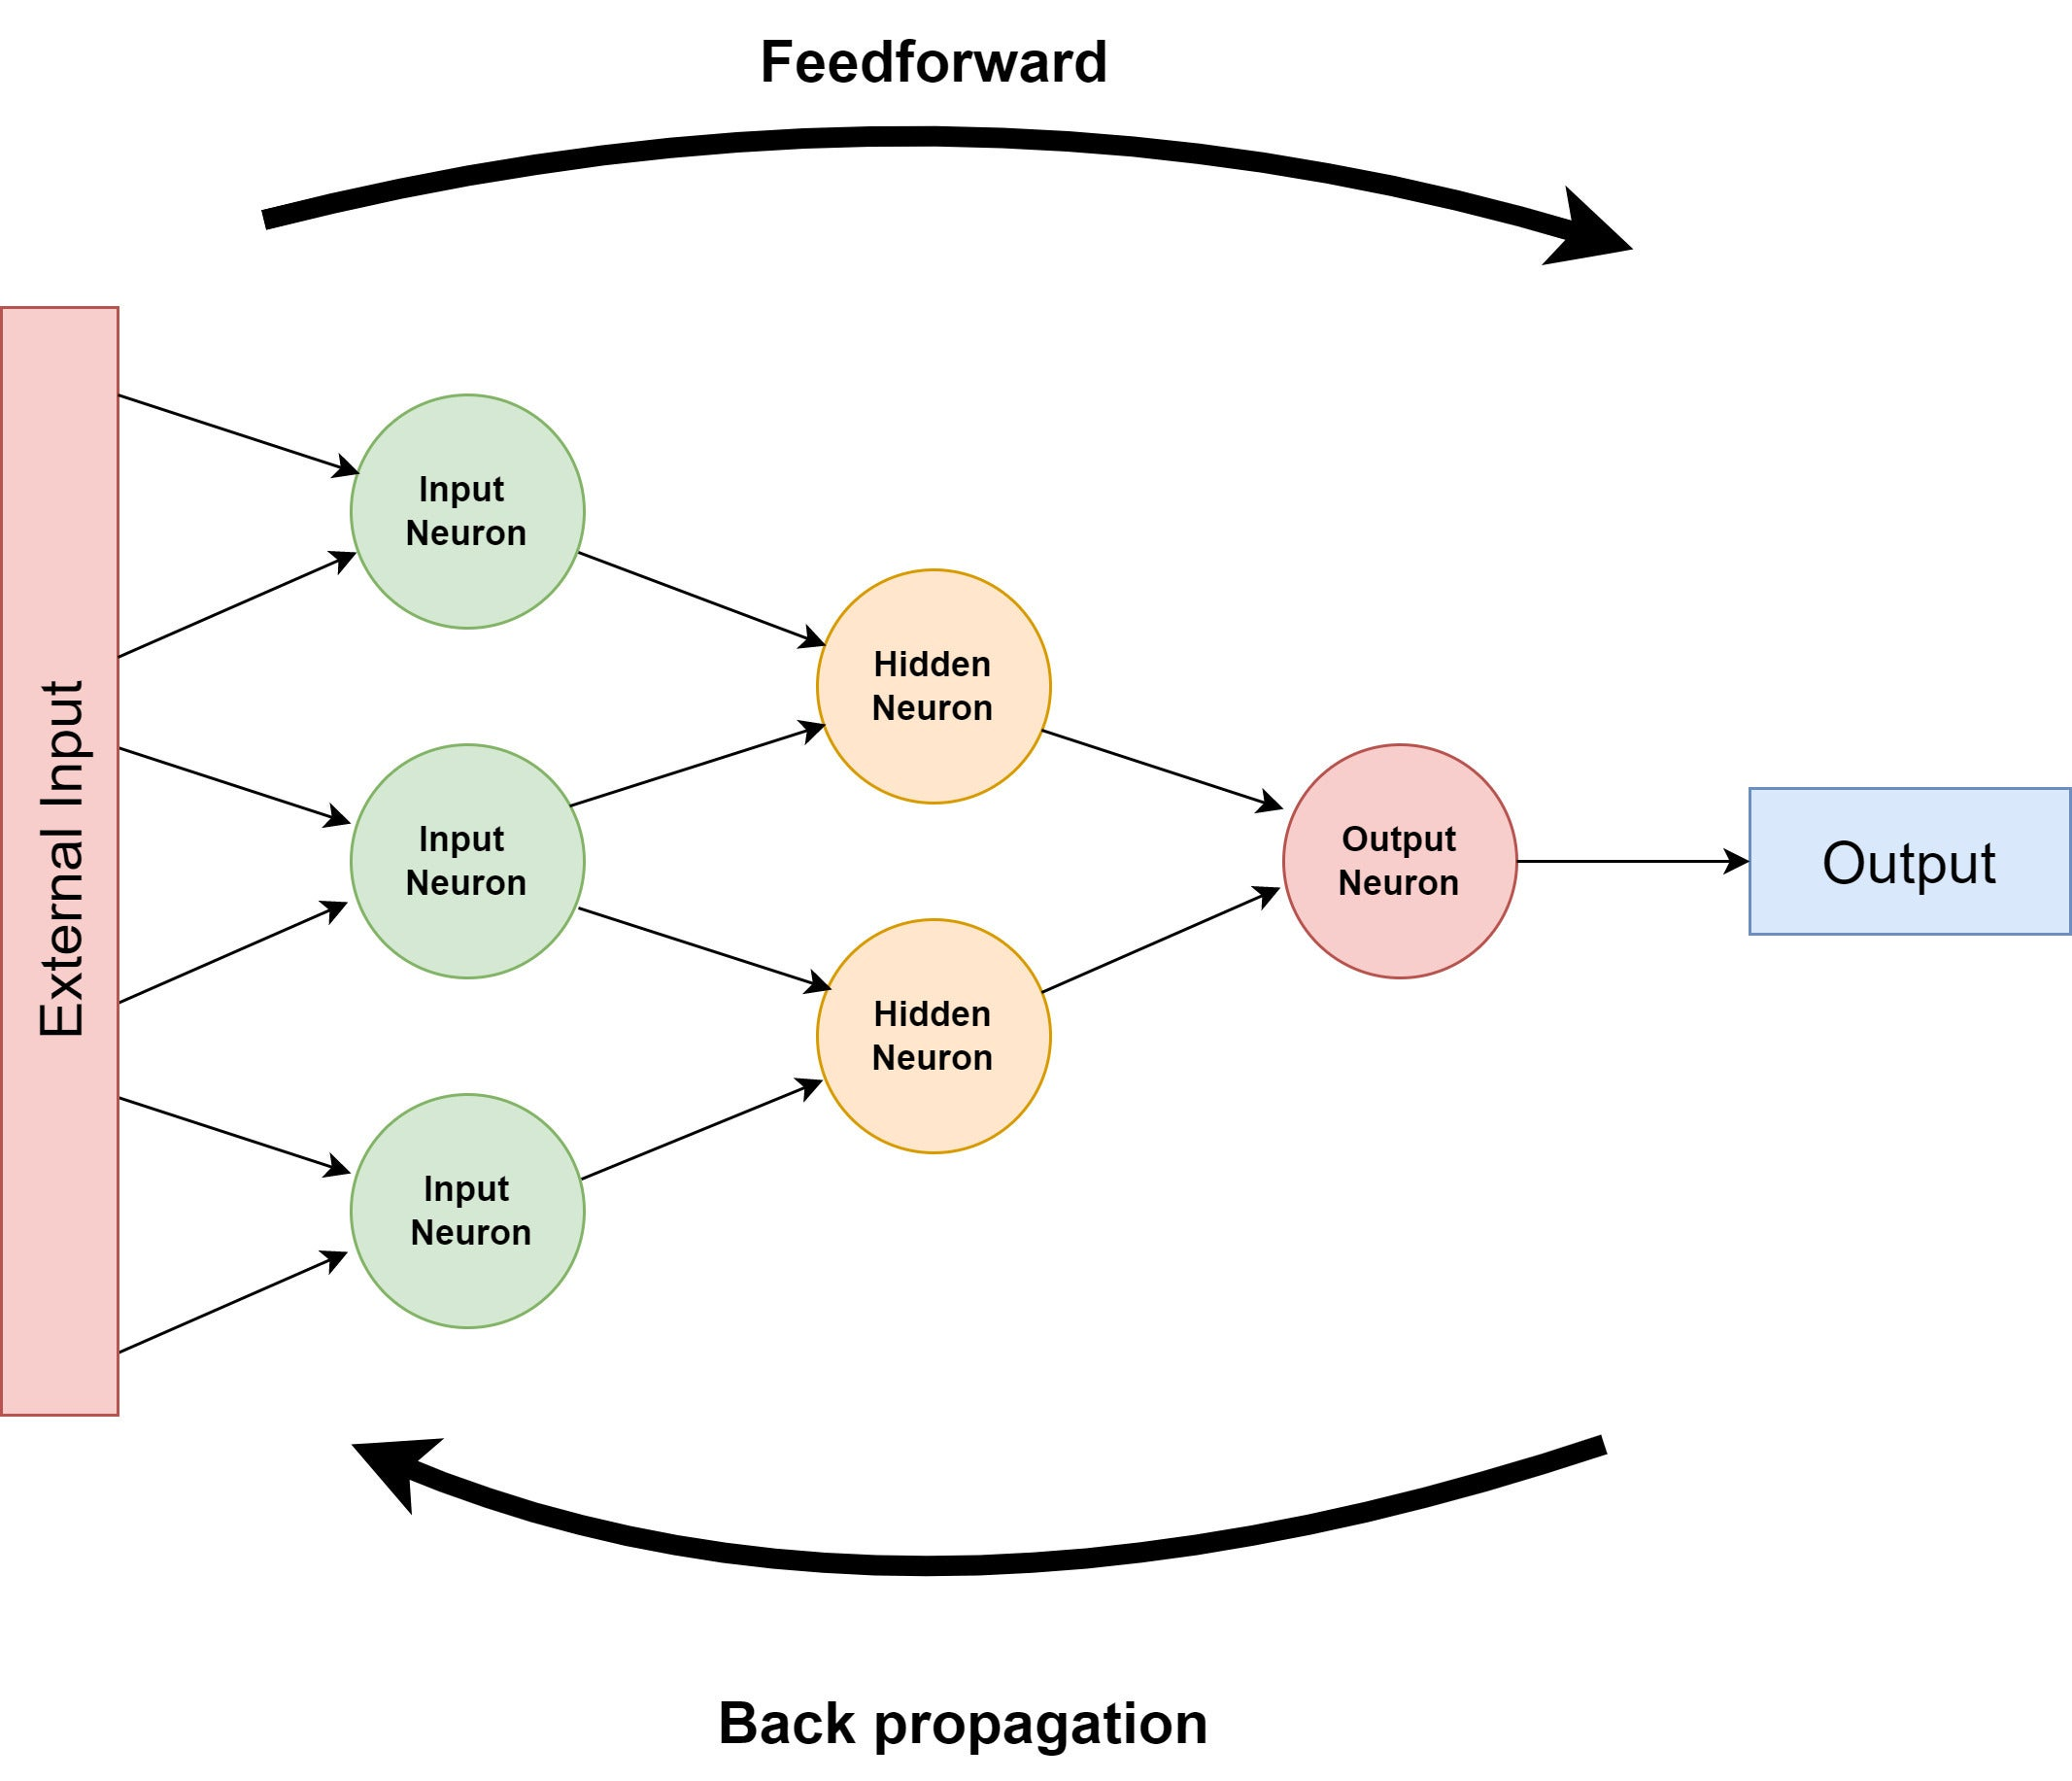 Feedforward
External Input
Input
Neuron
Hidden
Neuron
Input
Neuron
Output
Neuron
Output
Hidden
Neuron
Input
Neuron
Back propagation